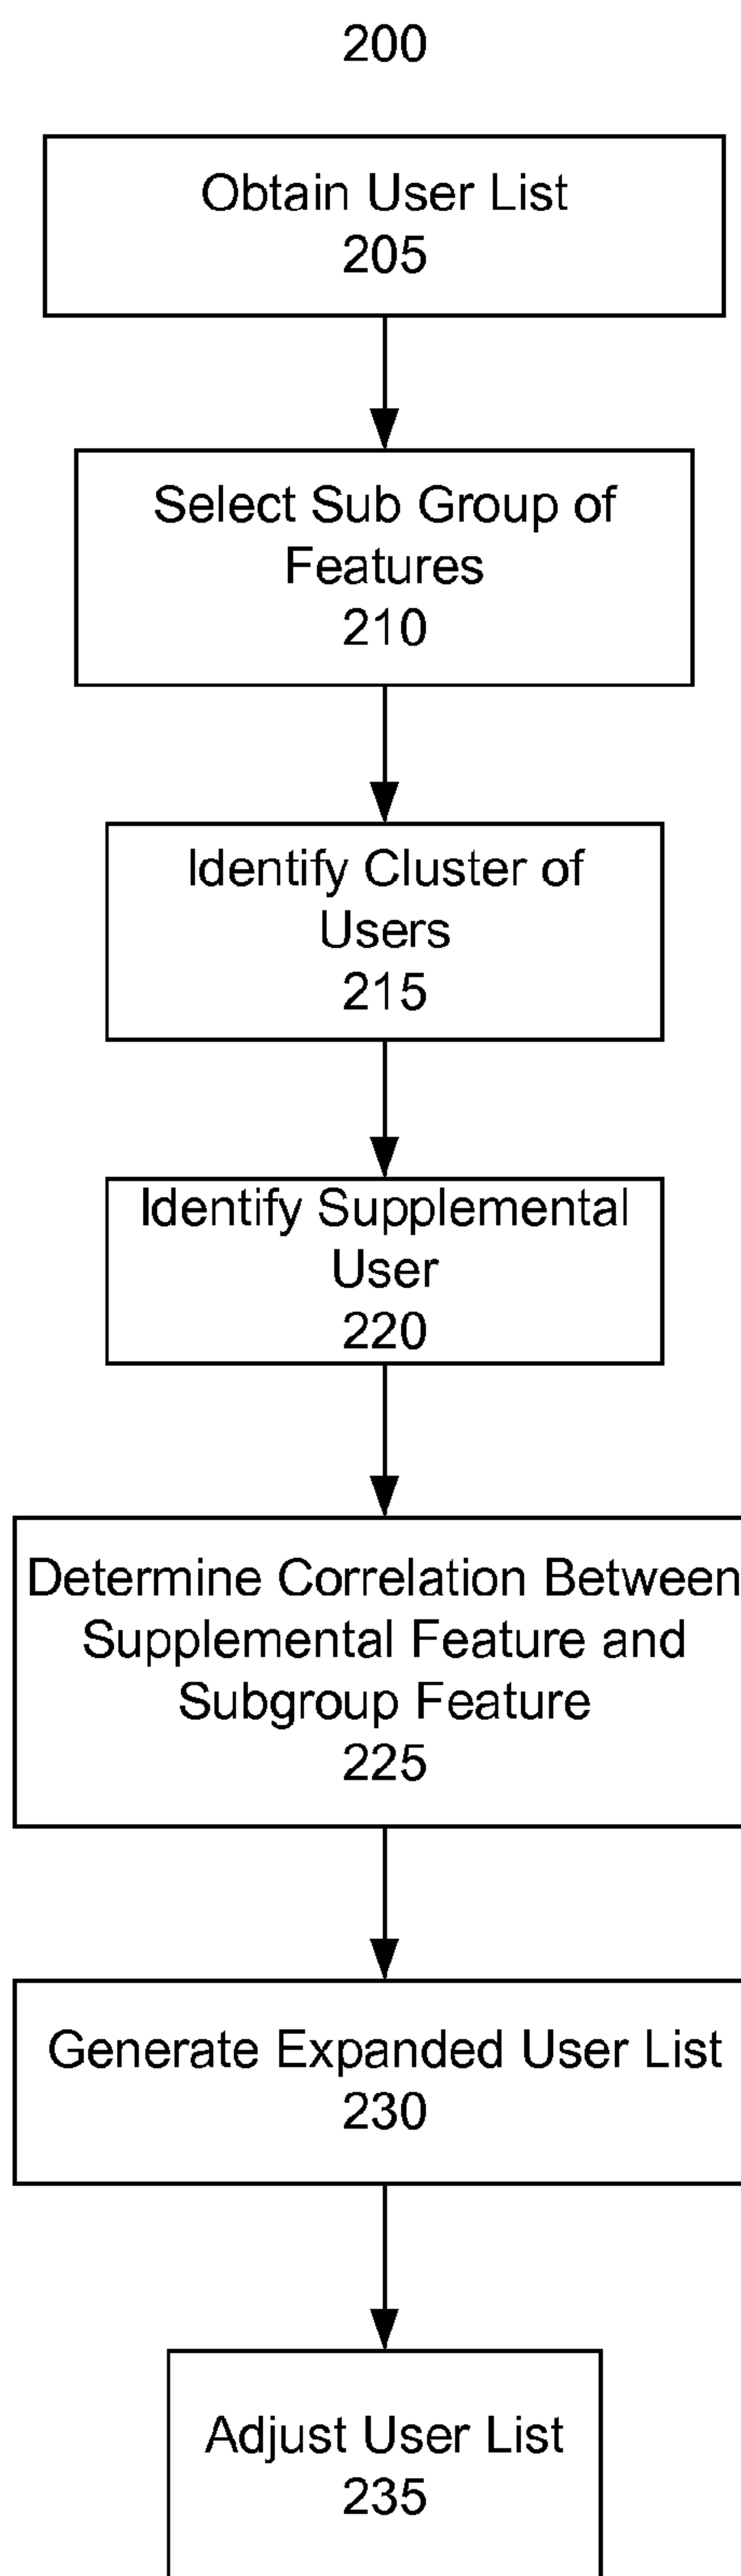 200
Obtain User List
205
Select Sub Group of
Features
210
Identify Cluster of
Users
215
Identify Supplemental
User
220
Determine Correlation Between
Supplemental Feature and
Subgroup Feature
225
Generate Expanded User List
230
Adjust User List
235